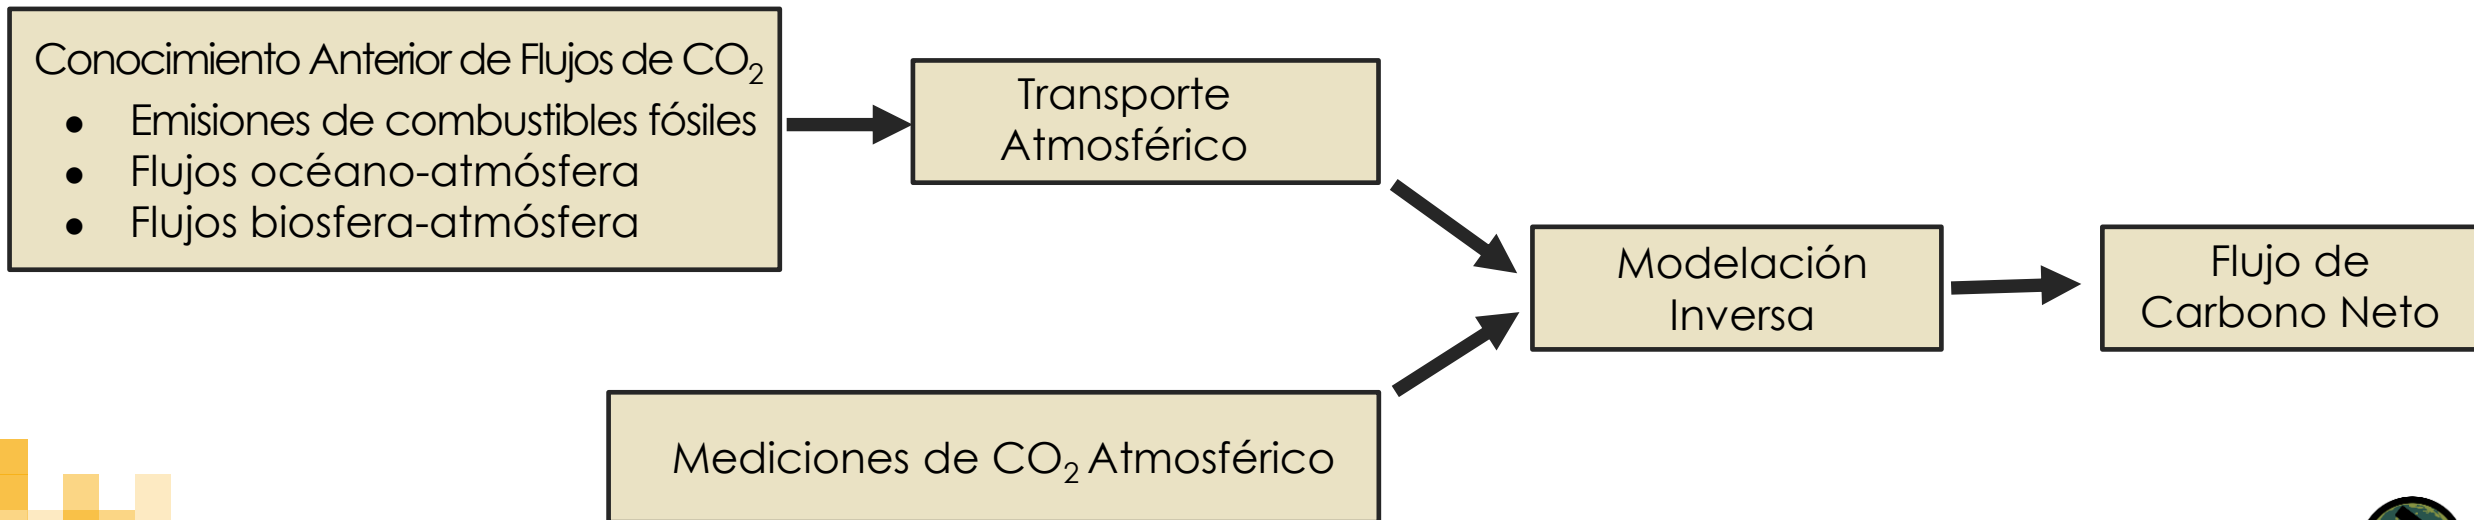 Conocimiento Anterior de Flujos de CO₂
● Emisiones de combustibles fósiles
● Flujos océano-atmósfera
● Flujos biosfera-atmósfera
Transporte
Atmosférico
Mediciones de CO₂ Atmosférico
Modelación
Inversa
Flujo de
Carbono Neto